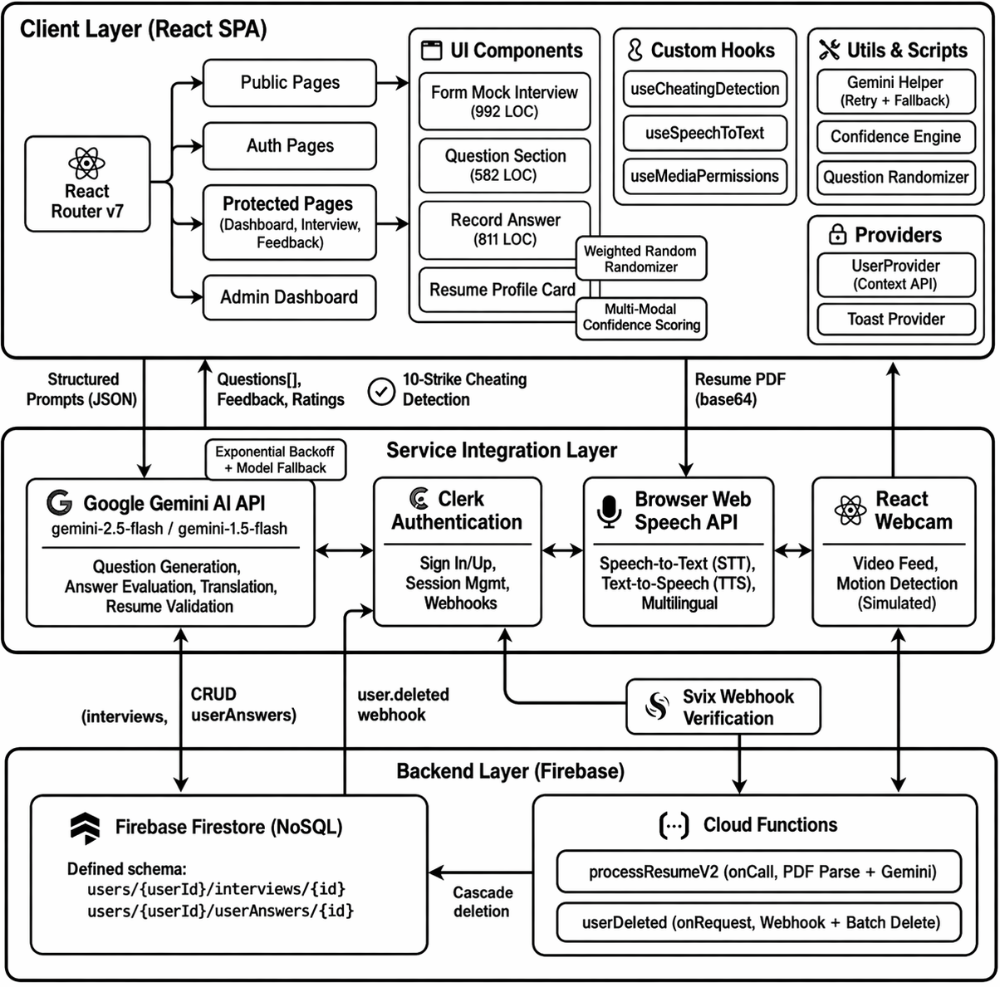 Client Layer (React SPA)
React
Router v7
Public Pages
Auth Pages
Protected Pages
(Dashboard, Interview,
Feedback)
Admin Dashboard
UI Components
Form Mock Interview
(992 LOC)
Question Section
(582 LOC)
Record Answer
(811 LOC)
Resume Profile Card
Weighted Random
Randomizer
Multi-Modal
Confidence Scoring
Custom Hooks
useCheatingDetection
useSpeechToText
useMediaPermissions
Utils & Scripts
Gemini Helper
(Retry + Fallback)
Confidence Engine
Question Randomizer
Providers
UserProvider
(Context API)
Toast Provider
Structured
Prompts (JSON)
Questions[],
Feedback, Ratings
10-Strike Cheating
Detection
Resume PDF
(base64)
Service Integration Layer
Exponential Backoff
+ Model Fallback
Google Gemini AI API
gemini-2.5-flash / gemini-1.5-flash
Question Generation,
Answer Evaluation, Translation,
Resume Validation
Clerk
Authentication
Sign In/Up,
Session Mgmt,
Webhooks
Browser Web
Speech API
Speech-to-Text (STT),
Text-to-Speech (TTS),
Multilingual
React
Webcam
Video Feed,
Motion Detection
(Simulated)
(interviews,
CRUD
userAnswers)
user.deleted
webhook
Svix Webhook
Verification
Backend Layer (Firebase)
Firebase Firestore (NoSQL)
Defined schema:
users/{userId}/interviews/{id}
users/{userId}/userAnswers/{id}
Cascade
deletion
Cloud Functions
processResumeV2 (onCall, PDF Parse + Gemini)
userDeleted (onRequest, Webhook + Batch Delete)